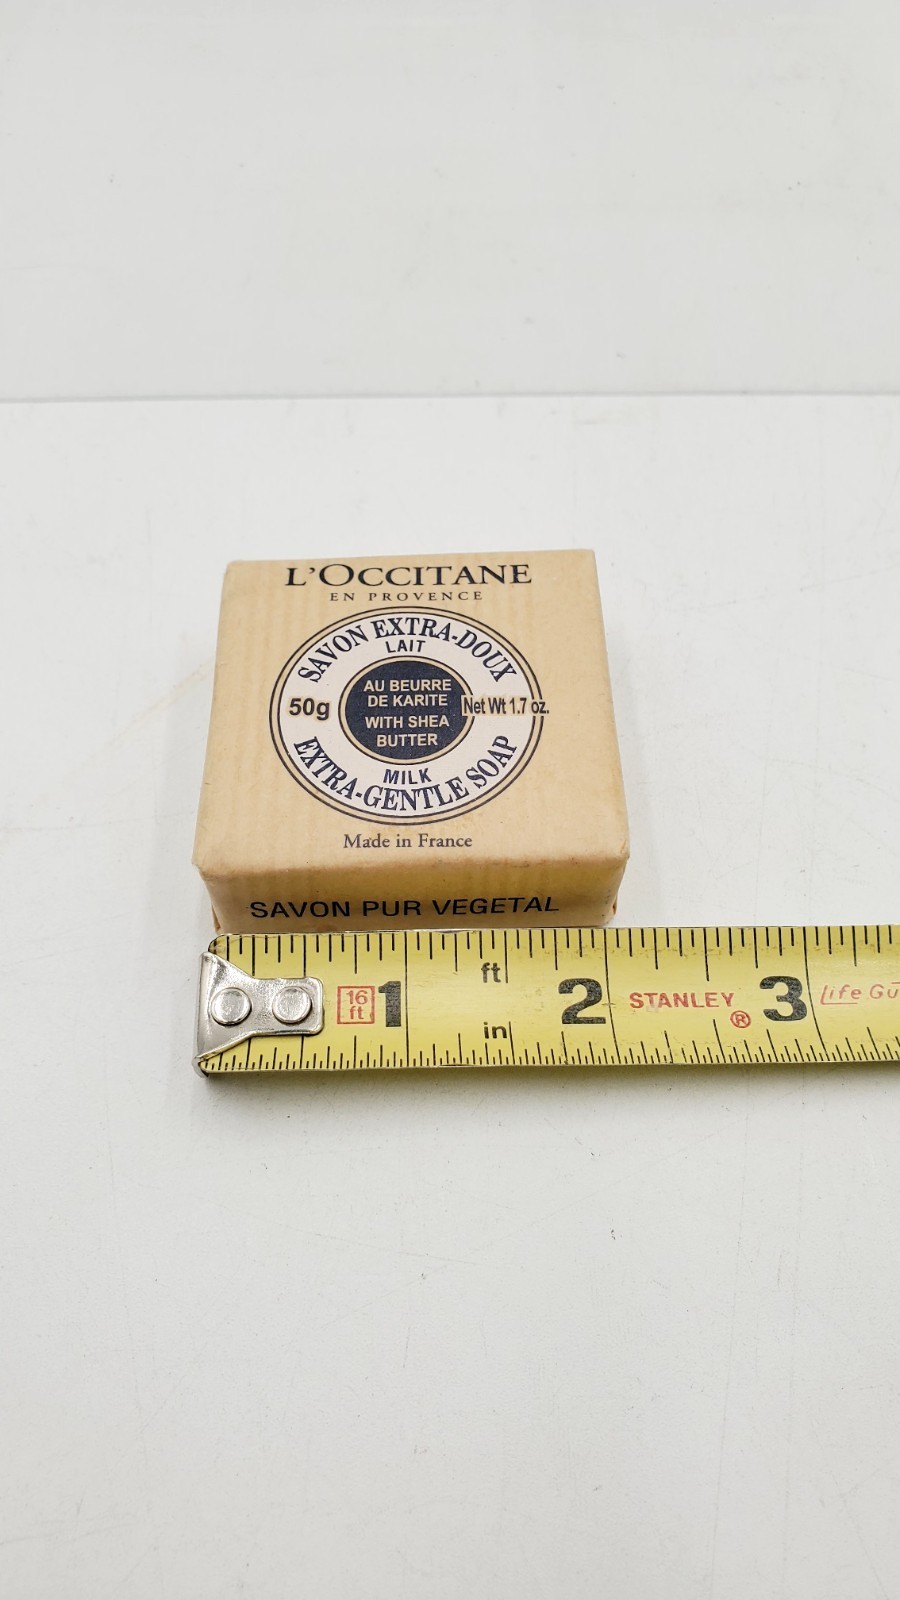 L'OCCITANE
EN PROVENCE
SAVON EXTRA-DOUX
LAIT
50g
AU BEURRE
DE KARITE
WITH SHEA
BUTTER
Net Wt 1.7 oz.
MILK
EXTRA-GENTLE SOAP
Made in France
SAVON PUR VEGETAL
16
ft
1
ft
in
2
STANLEY
®
3
Life Gu